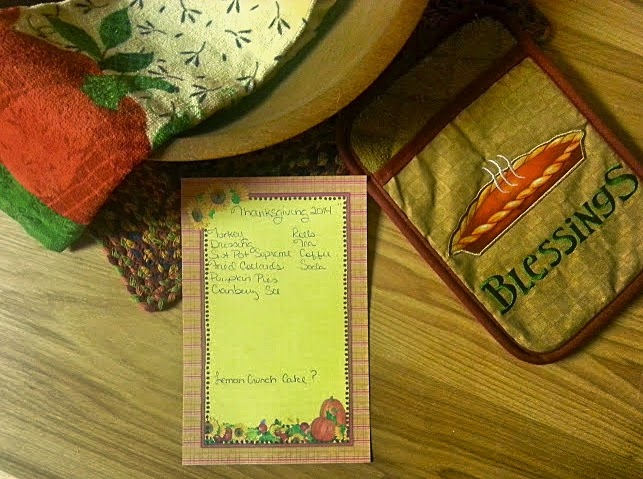 Thanksgiving 2014
Turkey
Dressing
Swt Pot Supreme
Fried Collards
Pumpkin Pies
Cranberry Sce
Rolls
Tea
Coffee
Soda
Lemon Crunch Cake?
Blessings